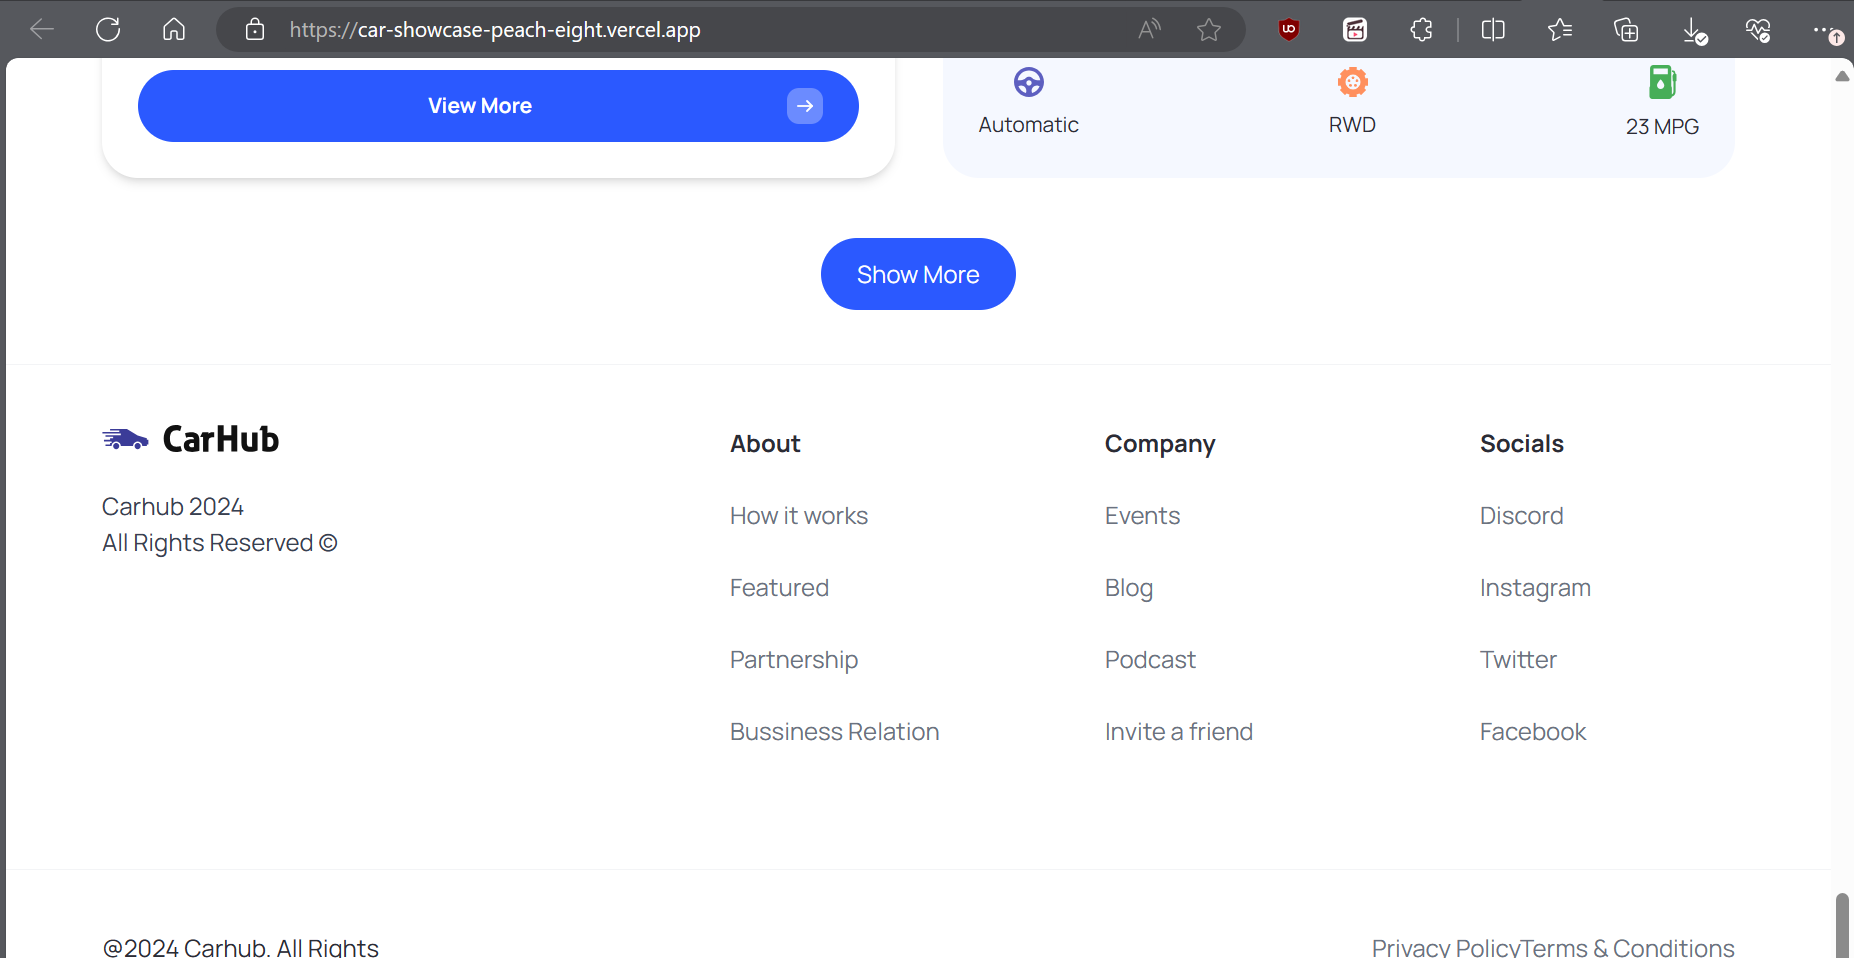 https://car-showcase-peach-eight.vercel.app
View More
Automatic
RWD
23 MPG
Show More
CarHub
Carhub 2024
All Rights Reserved ©
About
How it works
Featured
Partnership
Bussiness Relation
Company
Events
Blog
Podcast
Invite a friend
Socials
Discord
Instagram
Twitter
Facebook
@2024 Carhub. All Rights
Privacy PolicyTerms & Conditions